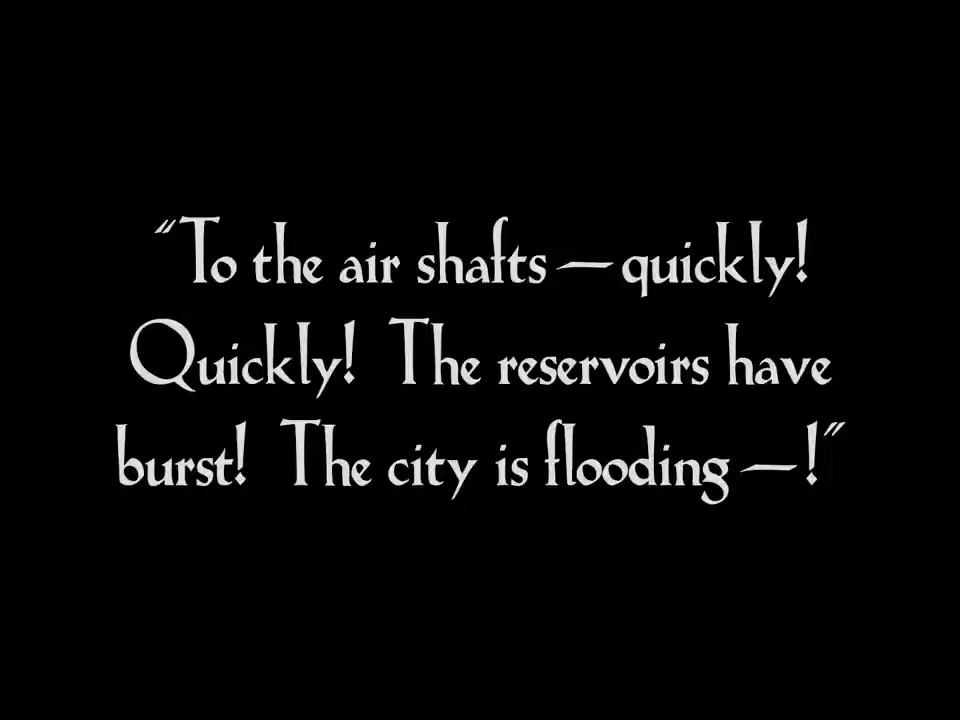 “To the air shafts—quickly!
Quickly! The reservoirs have
burst! The city is flooding—!”